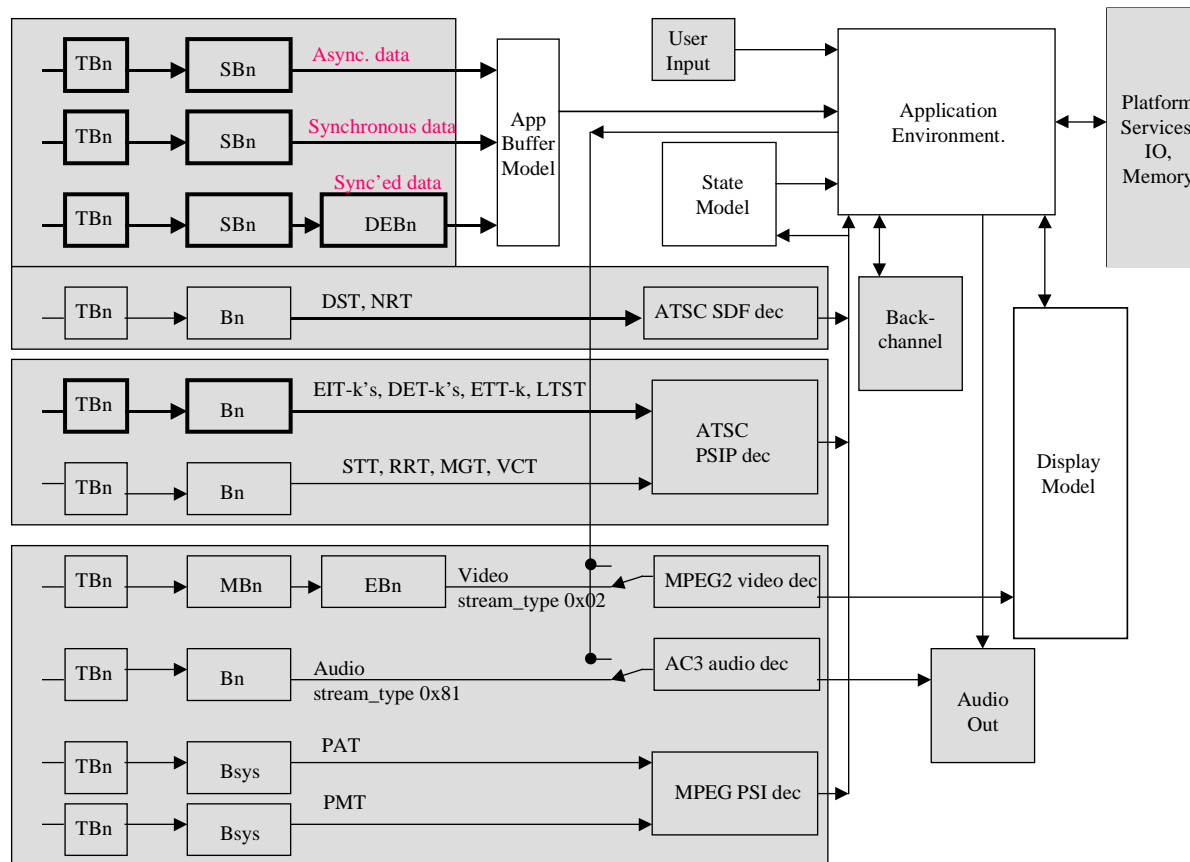 TBn
SBn
Async. data
TBn
SBn
Synchronous data
TBn
SBn
Sync'ed data
DEBn
App
Buffer
Model
User
Input
Application
Environment.
Platform
Services,
IO,
Memory
State
Model
TBn
Bn
DST, NRT
ATSC SDF dec
Back-
channel
TBn
Bn
EIT-k's, DET-k's, ETT-k, LTST
ATSC
PSIP dec
TBn
Bn
STT, RRT, MGT, VCT
Display
Model
TBn
MBn
EBn
Video
stream_type 0x02
MPEG2 video dec
TBn
Bn
Audio
stream_type 0x81
AC3 audio dec
Audio
Out
TBn
Bsys
PAT
MPEG PSI dec
TBn
Bsys
PMT